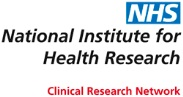 NHS
National Institute for
Health Research
Clinical Research Network